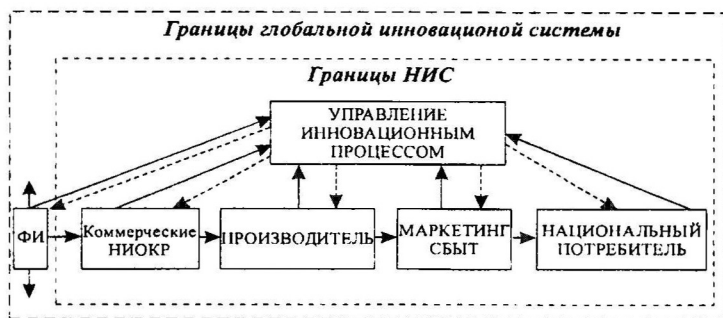 Границы глобальной инновационой системы
Границы НИС
УПРАВЛЕНИЕ
ИННОВАЦИОННЫМ
ПРОЦЕССОМ
ФИ
Коммерческие
НИОКР
ПРОИЗВОДИТЕЛЬ
МАРКЕТИНГ
СБЫТ
НАЦИОНАЛЬНЫЙ
ПОТРЕБИТЕЛЬ